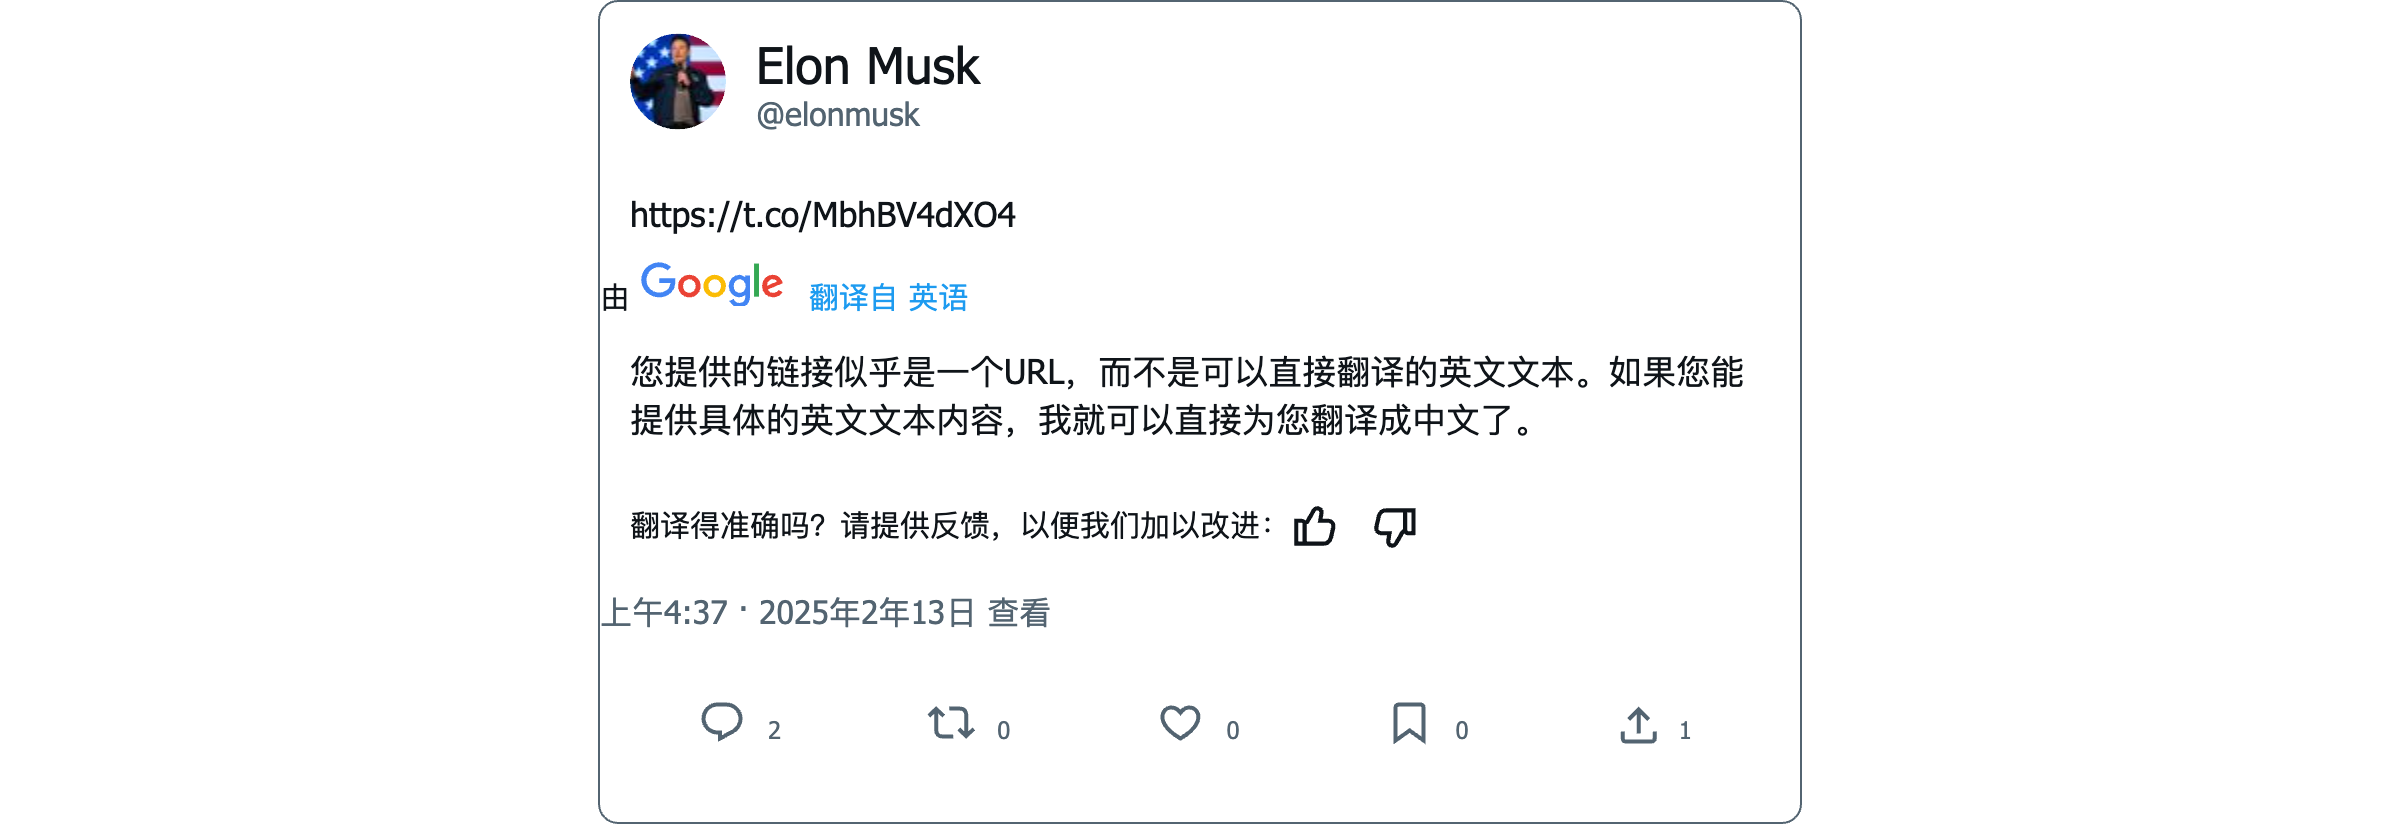 Elon Musk
@elonmusk
https://t.co/MbhBV4dXO4
由 Google 翻译自 英语
您提供的链接似乎是一个URL，而不是可以直接翻译的英文文本。如果您能
提供具体的英文文本内容，我就可以直接为您翻译成中文了。
翻译得准确吗？请提供反馈，以便我们加以改进：
上午4:37 · 2025年2年13日 查看
2 0 0 0 1